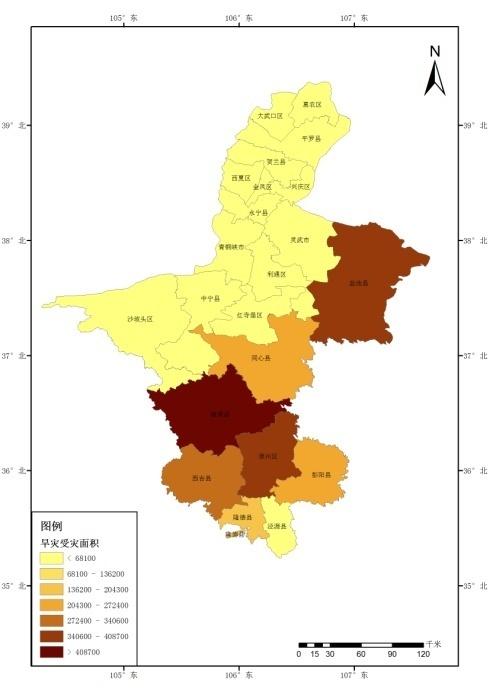 105° 东 106° 东 107° 东
N
39° 北 39° 北
惠农区
大武口区
平罗县
贺兰县
西夏区
金凤区 兴庆区
永宁县
38° 北 38° 北
青铜峡市 灵武市
利通区
盐池县
中宁县
沙坡头区 红寺堡区
37° 北 37° 北
同心县
海原县
原州区
36° 北 36° 北
西吉县 彭阳县
隆德县
泾源县
图例
旱灾受灾面积
< 68100
68100 - 136200
136200 - 204300
204300 - 272400
272400 - 340600
340600 - 408700
> 408700
35° 北 35° 北
千米
0 15 30 60 90 120
105° 东 106° 东 107° 东